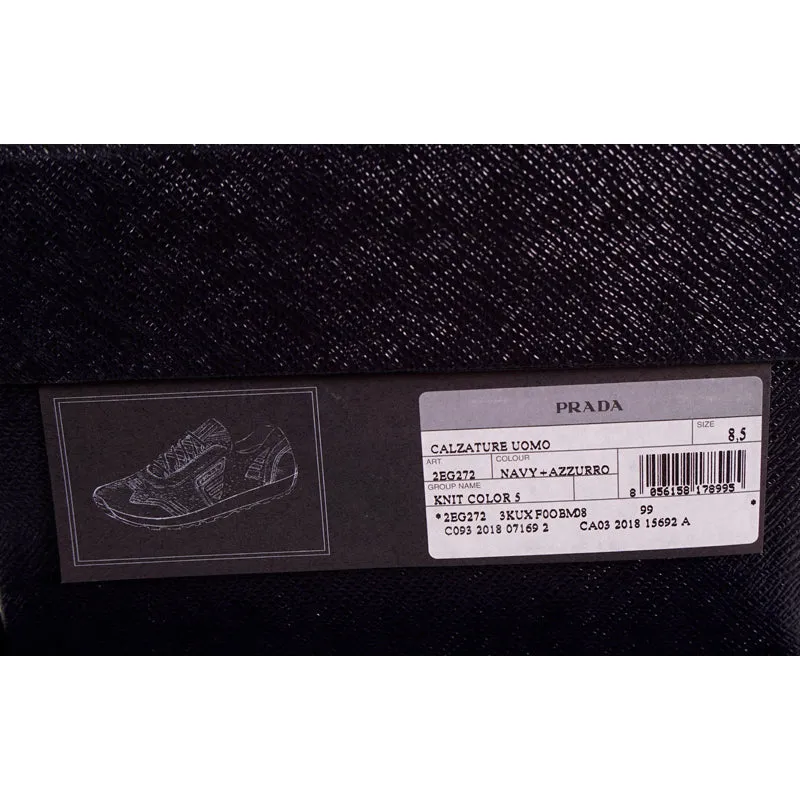 PRADA
SIZE
CALZATURE UOMO
8,5
ART
COLOUR
2EG272
NAVY+AZZURRO
GROUP NAME
KNIT COLOR 5
8 056158 178995
*2EG272 3KUX F0OBM08 99 *
C093 2018 07169 2 CA03 2018 15692 A